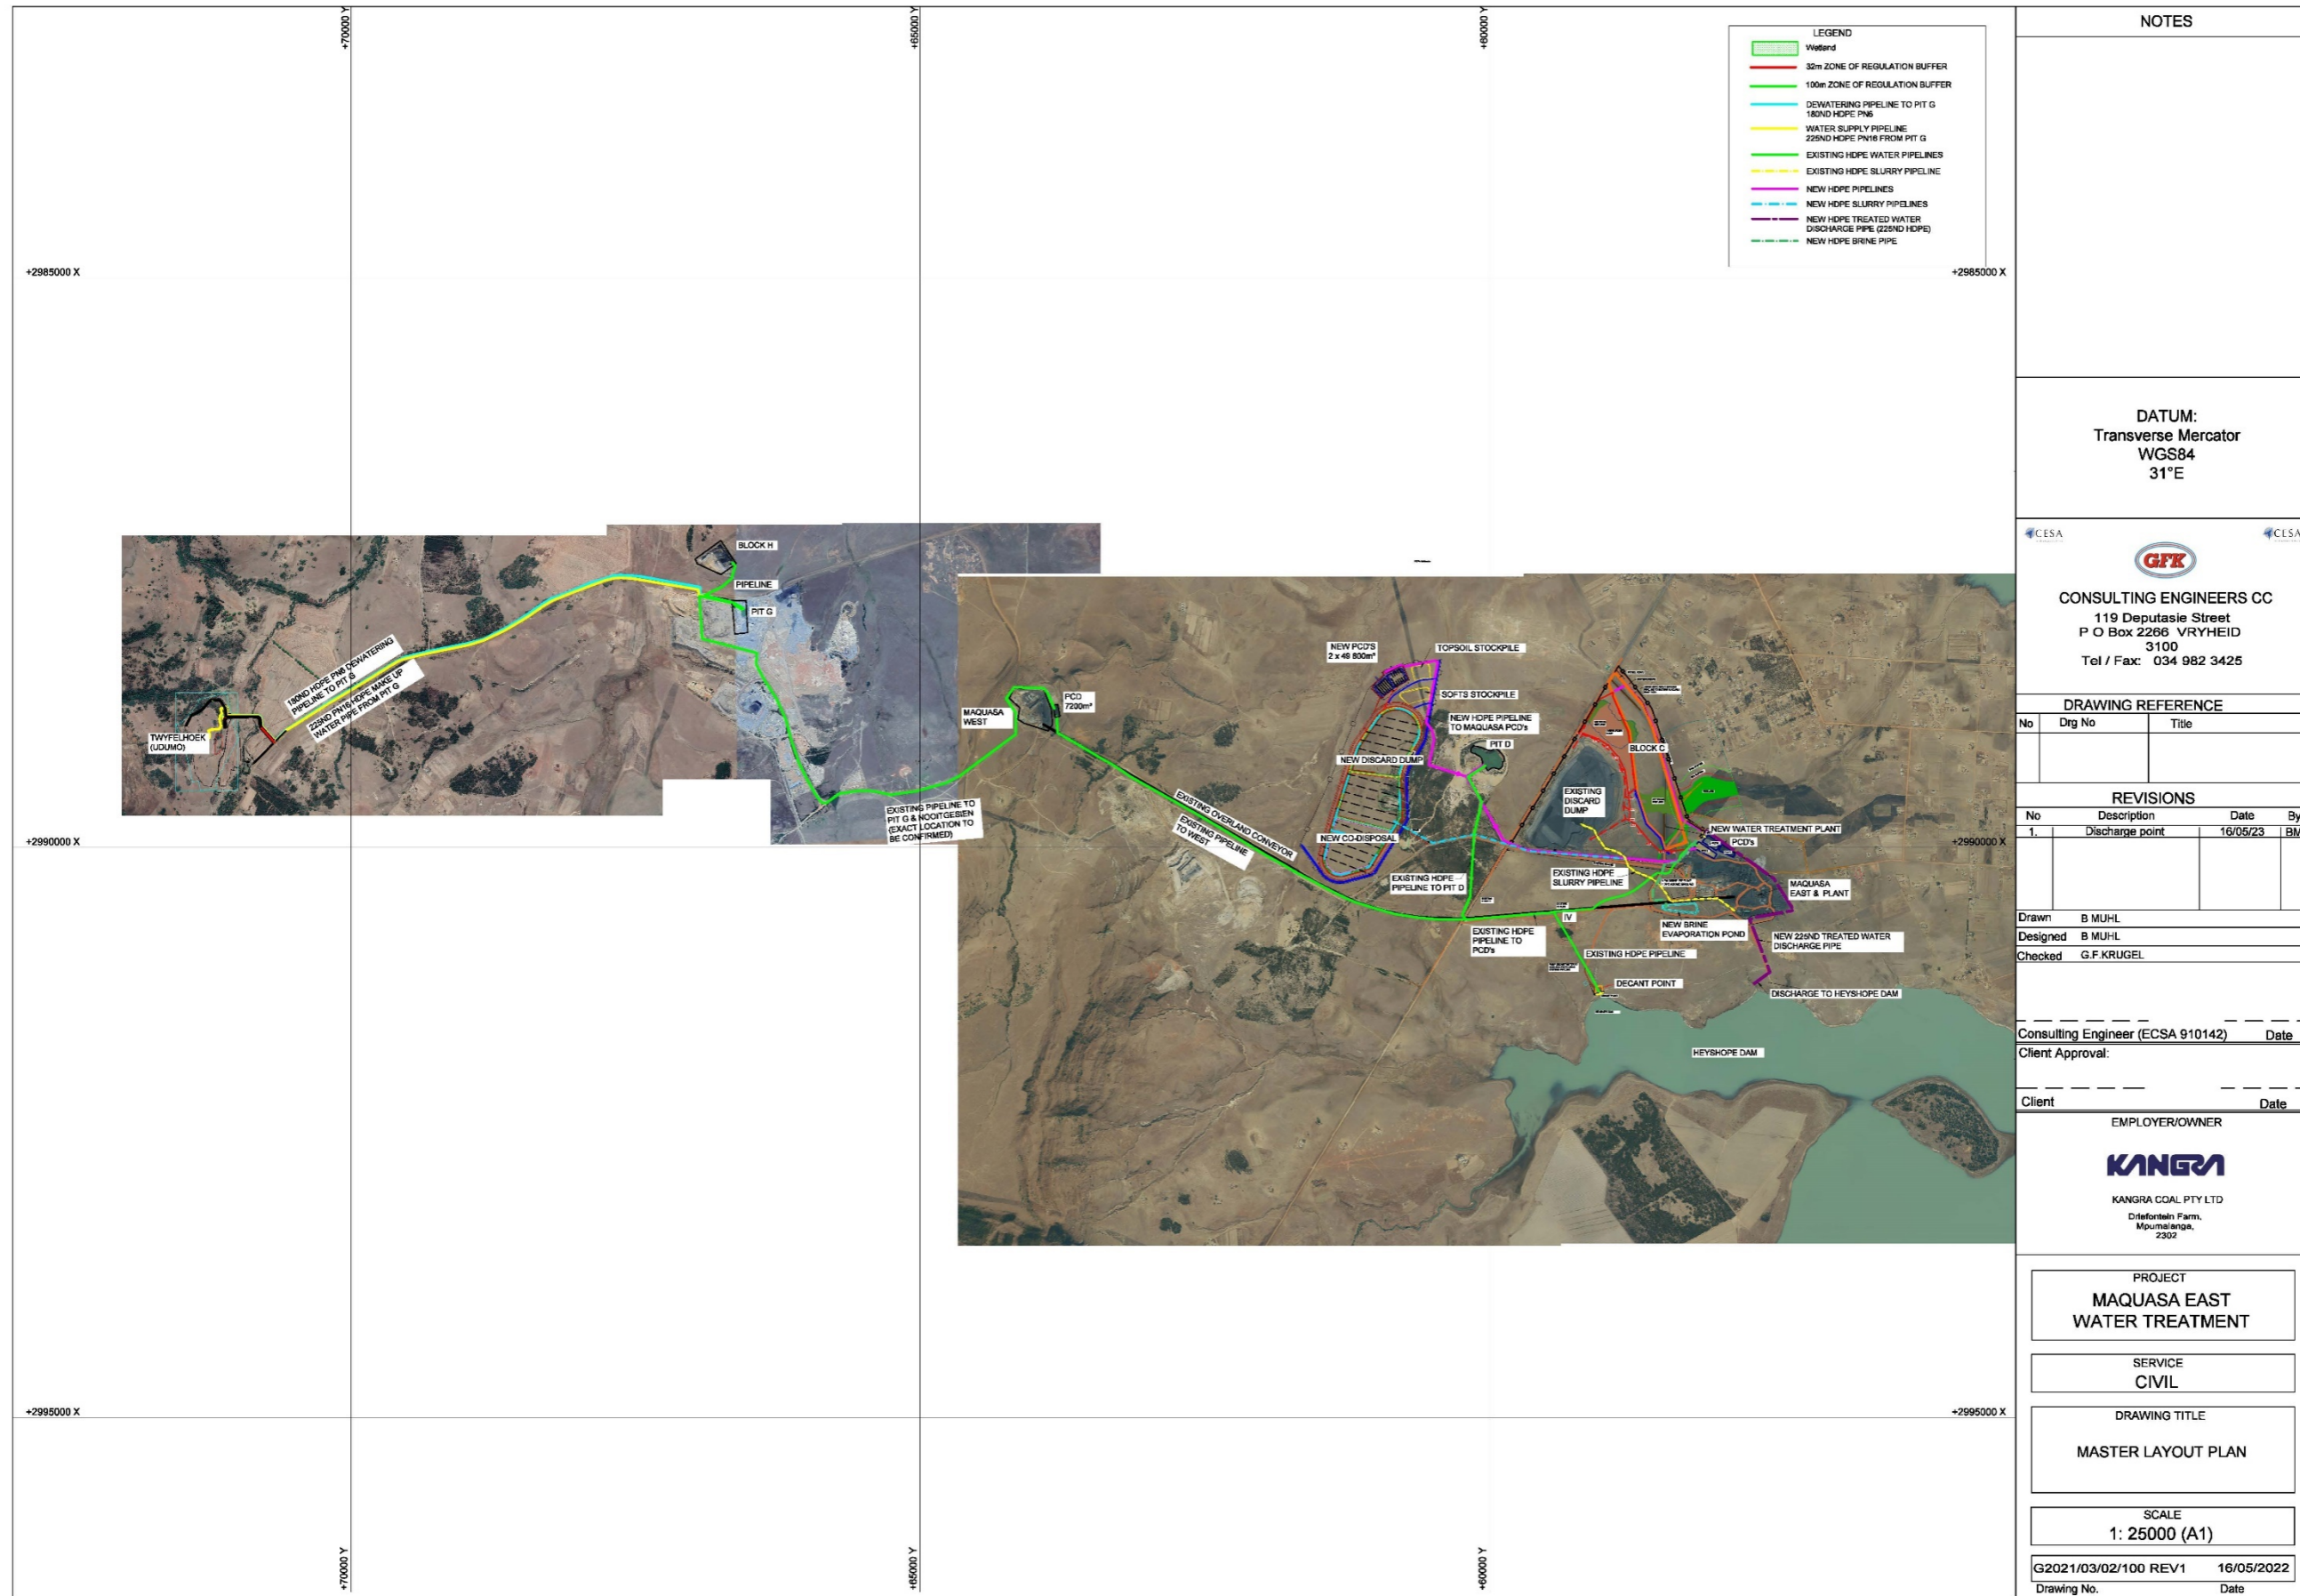 +70000 Y
+65000 Y
+60000 Y
LEGEND
Wetland
32m ZONE OF REGULATION BUFFER
100m ZONE OF REGULATION BUFFER
DEWATERING PIPELINE TO PIT G
180ND HDPE PN6
WATER SUPPLY PIPELINE
225ND HDPE PN16 FROM PIT G
EXISTING HDPE WATER PIPELINES
EXISTING HDPE SLURRY PIPELINE
NEW HDPE PIPELINES
NEW HDPE SLURRY PIPELINES
NEW HDPE TREATED WATER
DISCHARGE PIPE (225ND HDPE)
NEW HDPE BRINE PIPE
+2985000 X
+2985000 X
BLOCK H
PIPELINE
PIT G
180ND HDPE PN6 DEWATERING
PIPELINE TO PIT G
225ND PN16 HDPE MAKE UP
WATER PIPE FROM PIT G
TWYFELHOEK
(UDUMO)
MAQUASA
WEST
PCD
7200m³
NEW PCD'S
2 x 49 800m³
TOPSOIL STOCKPILE
SOFTS STOCKPILE
NEW HDPE PIPELINE
TO MAQUASA PCD's
PIT D
NEW DISCARD DUMP
BLOCK C
EXISTING
DISCARD
DUMP
EXISTING PIPELINE TO
PIT G & NOOITGESIEN
(EXACT LOCATION TO
BE CONFIRMED)
EXISTING OVERLAND CONVEYOR
EXISTING PIPELINE
TO WEST
NEW CO-DISPOSAL
NEW WATER TREATMENT PLANT
PCD's
+2990000 X
+2990000 X
EXISTING HDPE
PIPELINE TO PIT D
EXISTING HDPE
SLURRY PIPELINE
MAQUASA
EAST & PLANT
IV
NEW BRINE
EVAPORATION POND
EXISTING HDPE
PIPELINE TO
PCD's
NEW 225ND TREATED WATER
DISCHARGE PIPE
EXISTING HDPE PIPELINE
DECANT POINT
DISCHARGE TO HEYSHOPE DAM
HEYSHOPE DAM
+2995000 X
+2995000 X
+70000 Y
+65000 Y
+60000 Y
NOTES
DATUM:
Transverse Mercator
WGS84
31°E
CESA
CESA
GFK
CONSULTING ENGINEERS CC
119 Deputasie Street
P O Box 2266 VRYHEID
3100
Tel / Fax: 034 982 3425
DRAWING REFERENCE
No Drg No Title
REVISIONS
No Description Date By
1. Discharge point 16/05/23 BM
Drawn B MUHL
Designed B MUHL
Checked G.F.KRUGEL
Consulting Engineer (ECSA 910142) Date
Client Approval:
Client Date
EMPLOYER/OWNER
KANGRA
KANGRA COAL PTY LTD
Driefontein Farm,
Mpumalanga,
2302
PROJECT
MAQUASA EAST
WATER TREATMENT
SERVICE
CIVIL
DRAWING TITLE
MASTER LAYOUT PLAN
SCALE
1: 25000 (A1)
G2021/03/02/100 REV1 16/05/2022
Drawing No. Date